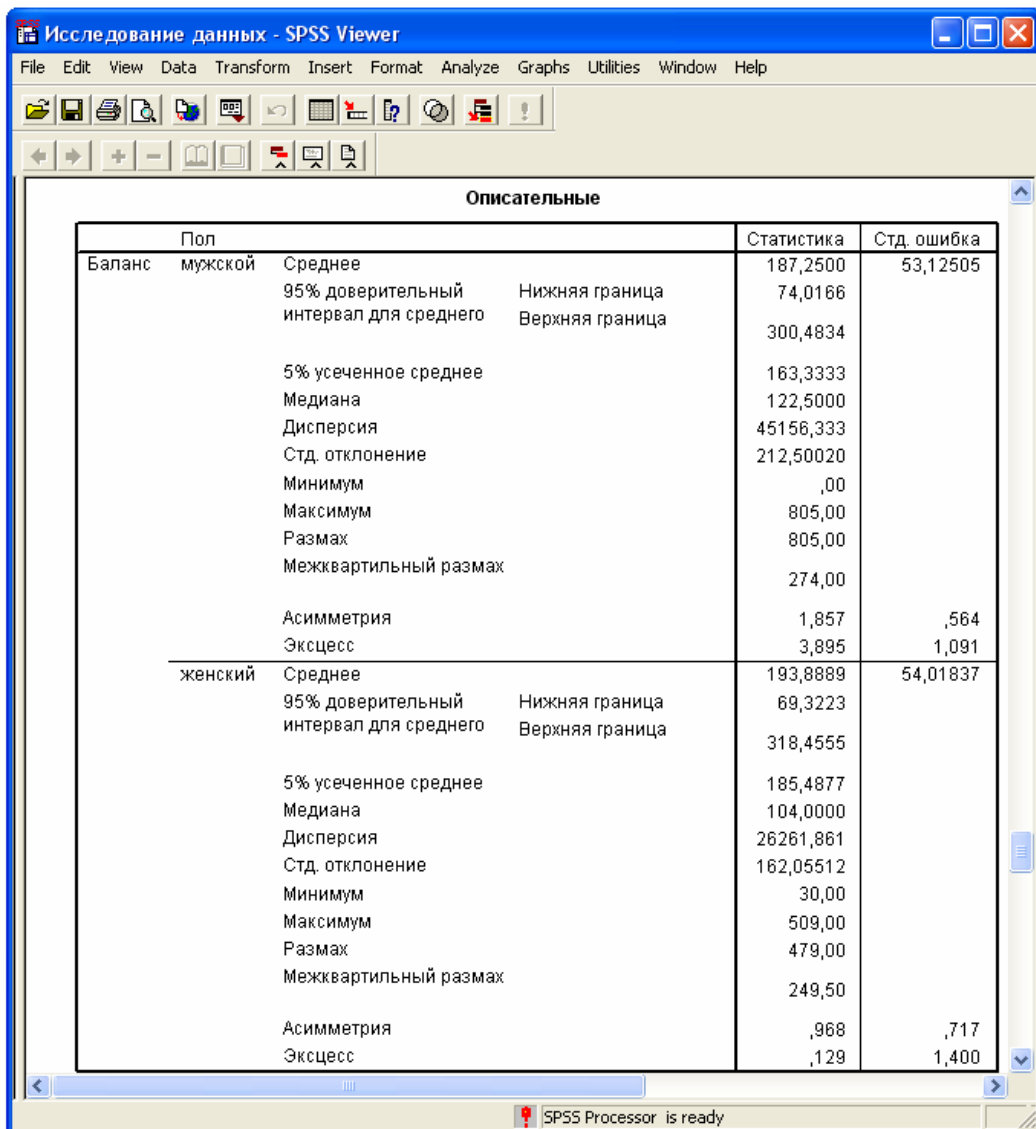 Исследование данных - SPSS Viewer
File Edit View Data Transform Insert Format Analyze Graphs Utilities Window Help
Описательные
Пол Статистика Стд. ошибка
Баланс мужской Среднее 187,2500 53,12505
95% доверительный интервал для среднего Нижняя граница 74,0166
Верхняя граница 300,4834
5% усеченное среднее 163,3333
Медиана 122,5000
Дисперсия 45156,333
Стд. отклонение 212,50020
Минимум ,00
Максимум 805,00
Размах 805,00
Межквартильный размах 274,00
Асимметрия 1,857 ,564
Эксцесс 3,895 1,091
женский Среднее 193,8889 54,01837
95% доверительный интервал для среднего Нижняя граница 69,3223
Верхняя граница 318,4555
5% усеченное среднее 185,4877
Медиана 104,0000
Дисперсия 26261,861
Стд. отклонение 162,05512
Минимум 30,00
Максимум 509,00
Размах 479,00
Межквартильный размах 249,50
Асимметрия ,968 ,717
Эксцесс ,129 1,400
SPSS Processor is ready